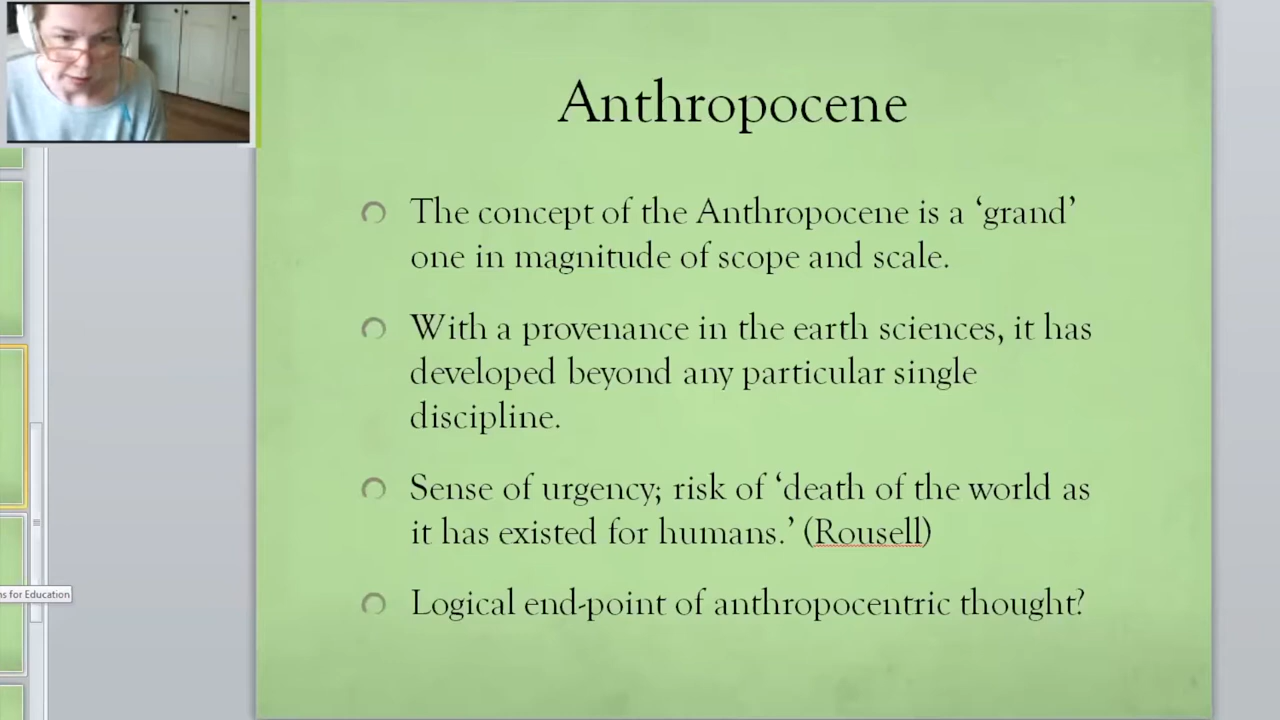 Anthropocene
The concept of the Anthropocene is a ‘grand’
one in magnitude of scope and scale.
With a provenance in the earth sciences, it has
developed beyond any particular single
discipline.
Sense of urgency; risk of ‘death of the world as
it has existed for humans.’ (Rousell)
ns for Education
Logical end-point of anthropocentric thought?